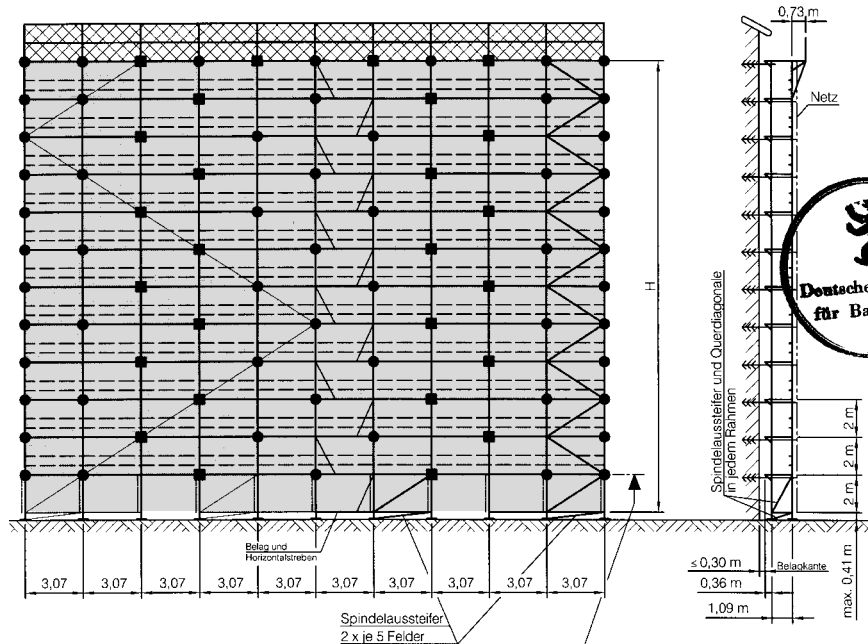 0,73 m
Netz
H
Deutsche
für Ba
Spindelaussteifer und Querdiagonale
in jedem Rahmen
2 m
2 m
2 m
max. 0,41 m
Belag und
Horizontalstreben
3,07 3,07 3,07 3,07 3,07 3,07 3,07 3,07 3,07 3,07
≤ 0,30 m
Belagkante
0,36 m
1,09 m
Spindelaussteifer
2 x je 5 Felder